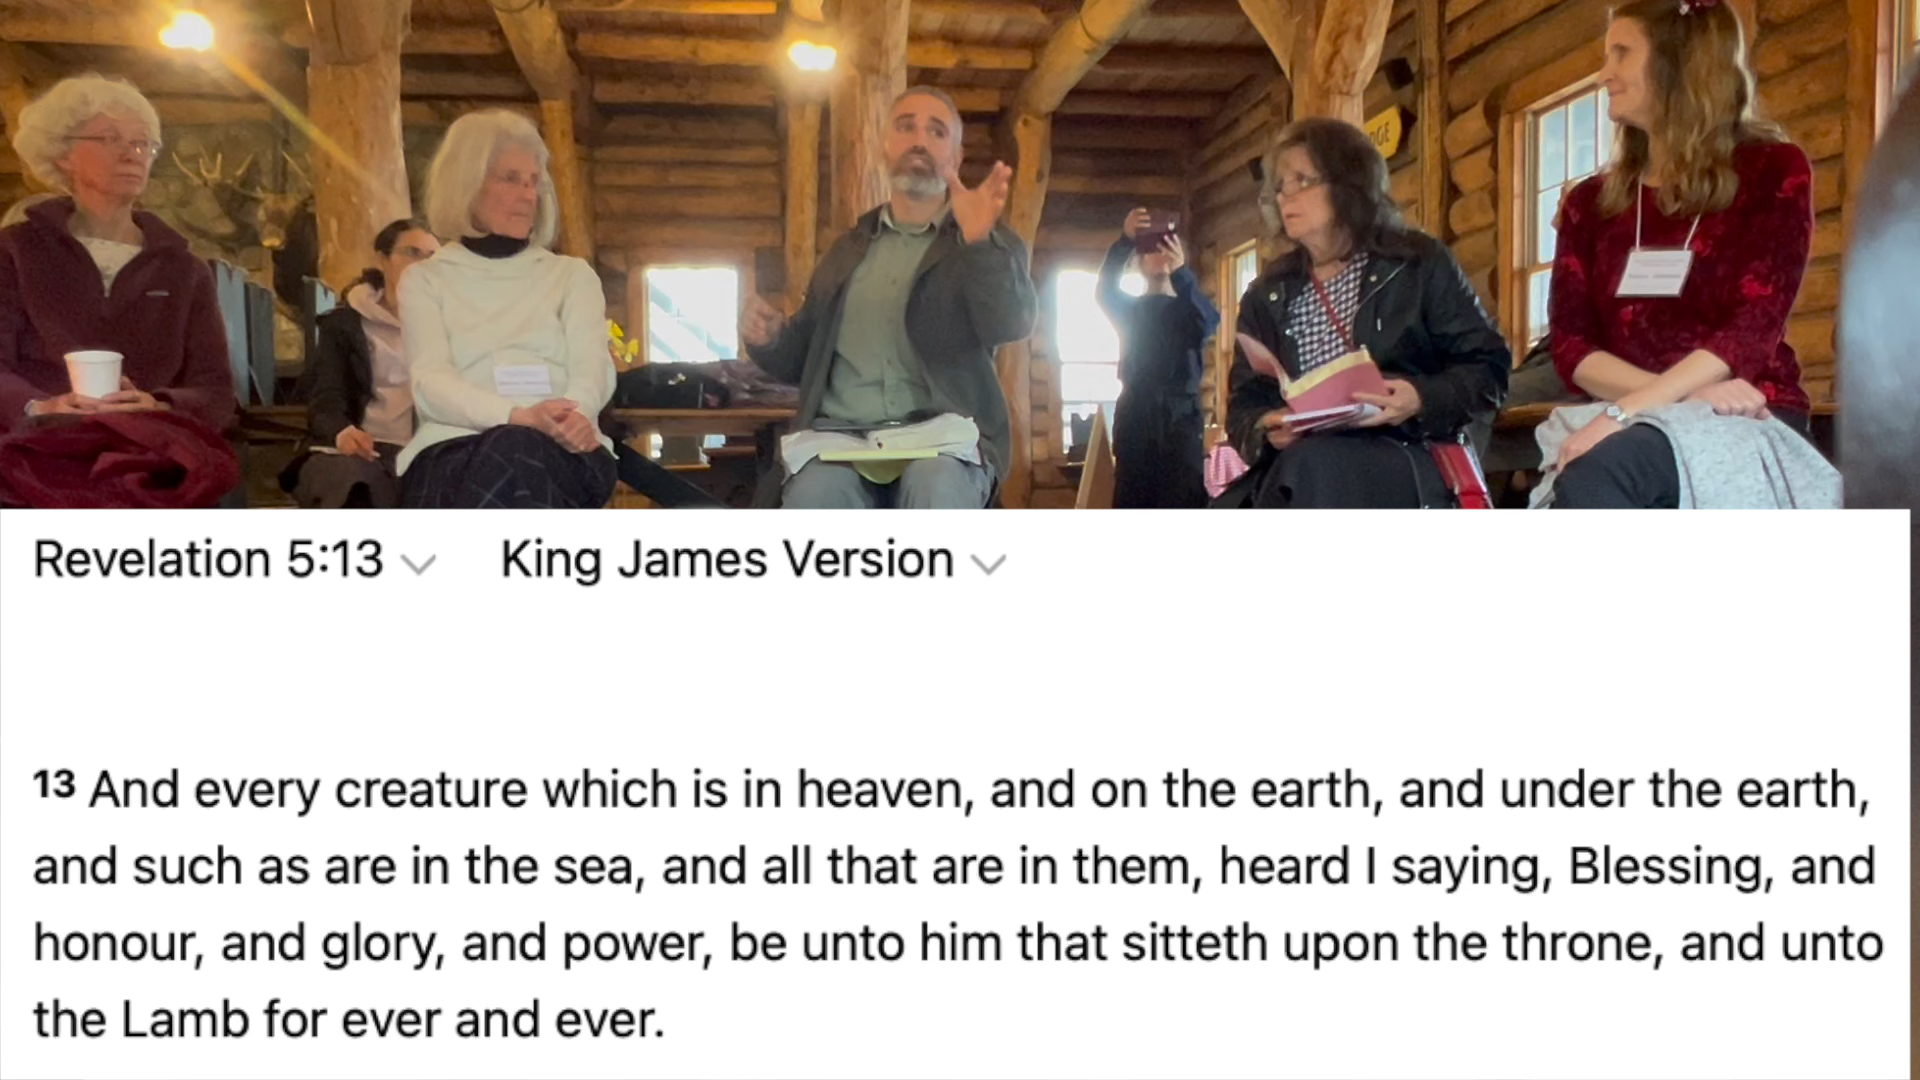 DGE
Revelation 5:13 King James Version
13 And every creature which is in heaven, and on the earth, and under the earth,
and such as are in the sea, and all that are in them, heard I saying, Blessing, and
honour, and glory, and power, be unto him that sitteth upon the throne, and unto
the Lamb for ever and ever.